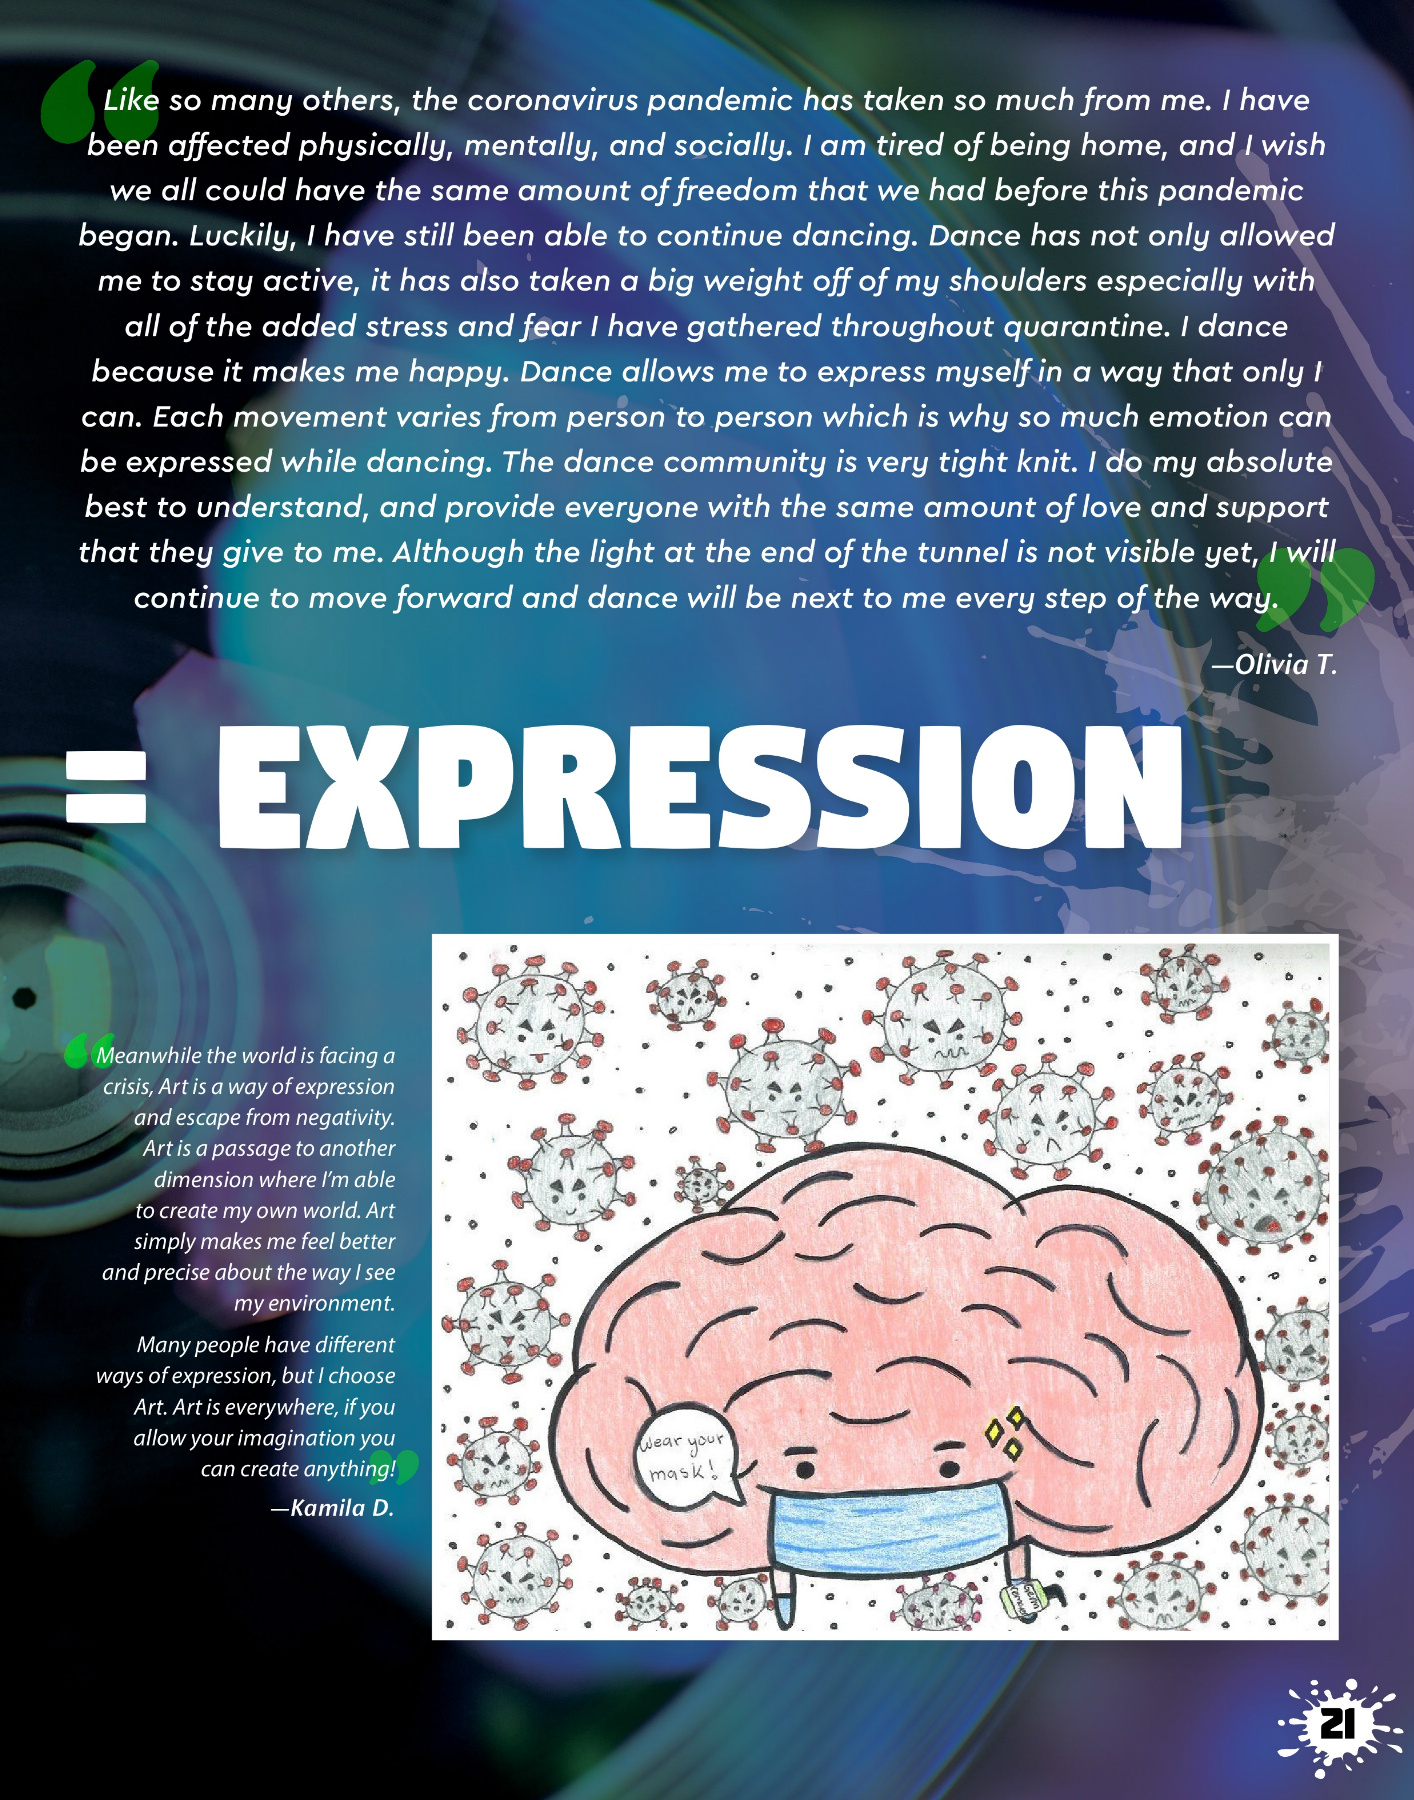 Like so many others, the coronavirus pandemic has taken so much from me. I have
been affected physically, mentally, and socially. I am tired of being home, and I wish
we all could have the same amount of freedom that we had before this pandemic
began. Luckily, I have still been able to continue dancing. Dance has not only allowed
me to stay active, it has also taken a big weight off of my shoulders especially with
all of the added stress and fear I have gathered throughout quarantine. I dance
because it makes me happy. Dance allows me to express myself in a way that only I
can. Each movement varies from person to person which is why so much emotion can
be expressed while dancing. The dance community is very tight knit. I do my absolute
best to understand, and provide everyone with the same amount of love and support
that they give to me. Although the light at the end of the tunnel is not visible yet, I will
continue to move forward and dance will be next to me every step of the way.
—Olivia T.
= EXPRESSION
“Meanwhile the world is facing a
crisis, Art is a way of expression
and escape from negativity.
Art is a passage to another
dimension where I’m able
to create my own world. Art
simply makes me feel better
and precise about the way I see
my environment.
Many people have different
ways of expression, but I choose
Art. Art is everywhere, if you
allow your imagination you
can create anything!”
—Kamila D.
Wear your
mask!
21